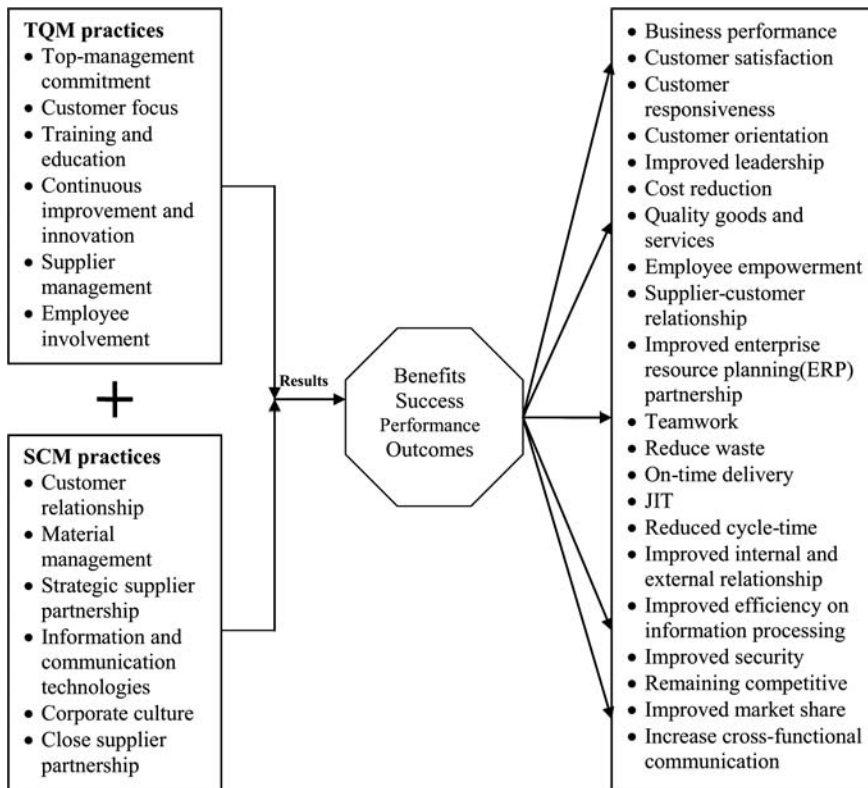 TQM practices
• Top-management
commitment
• Customer focus
• Training and
education
• Continuous
improvement and
innovation
• Supplier
management
• Employee
involvement
+
SCM practices
• Customer
relationship
• Material
management
• Strategic supplier
partnership
• Information and
communication
technologies
• Corporate culture
• Close supplier
partnership
Results
Benefits
Success
Performance
Outcomes
• Business performance
• Customer satisfaction
• Customer
responsiveness
• Customer orientation
• Improved leadership
• Cost reduction
• Quality goods and
services
• Employee empowerment
• Supplier-customer
relationship
• Improved enterprise
resource planning(ERP)
partnership
• Teamwork
• Reduce waste
• On-time delivery
• JIT
• Reduced cycle-time
• Improved internal and
external relationship
• Improved efficiency on
information processing
• Improved security
• Remaining competitive
• Improved market share
• Increase cross-functional
communication